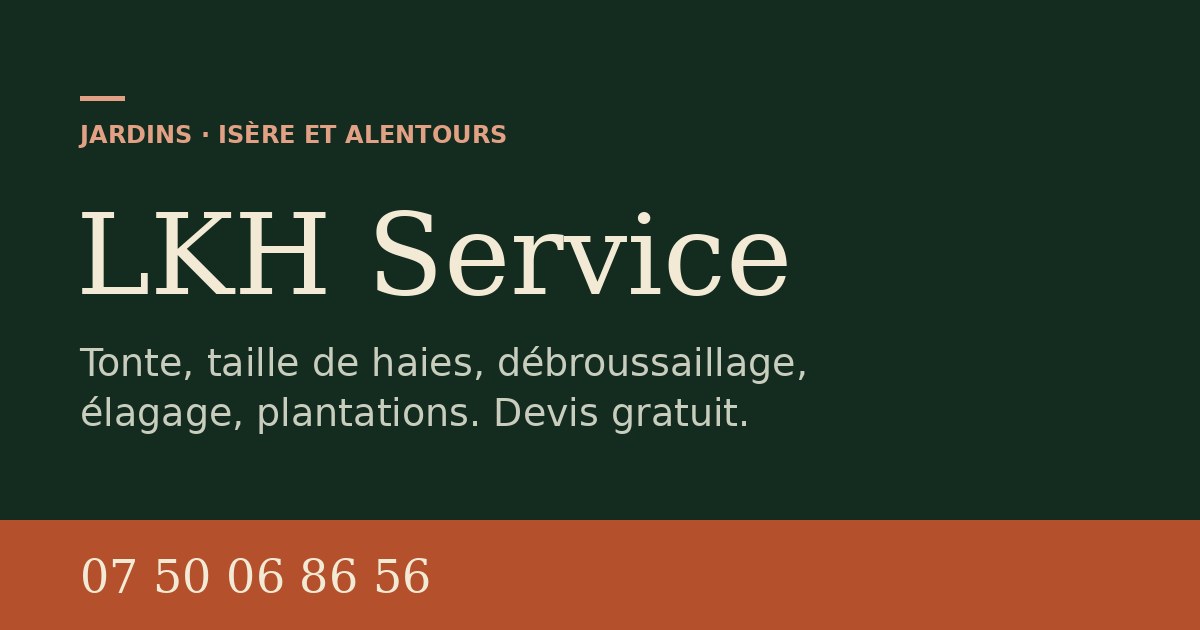 JARDINS · ISÈRE ET ALENTOURS
LKH Service
Tonte, taille de haies, débroussaillage,
élagage, plantations. Devis gratuit.
07 50 06 86 56